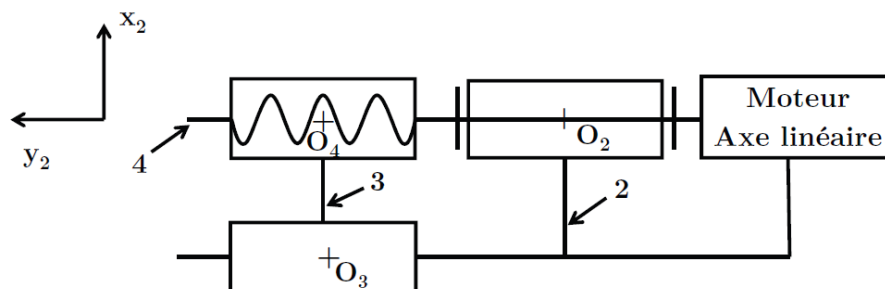 x₂
y₂
4
O₄
3
O₂
2
Moteur
Axe linéaire
O₃